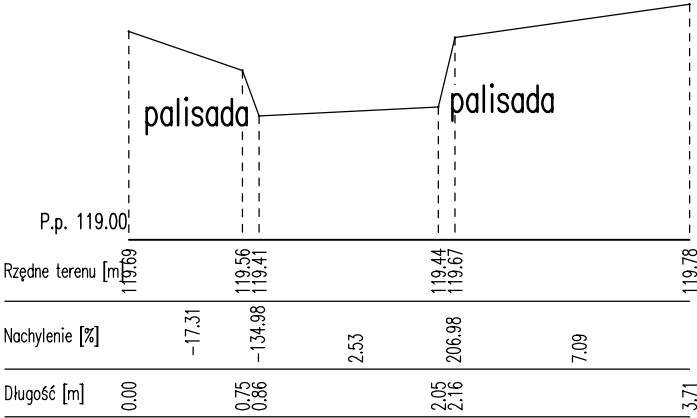 palisada
palisada
P.p. 119.00
Rzędne terenu [m] 119.69 119.56 119.41 119.44 119.67 119.78
Nachylenie [%] -17.31 -134.98 2.53 206.98 7.09
Długość [m] 0.00 0.75 0.86 2.05 2.16 3.71